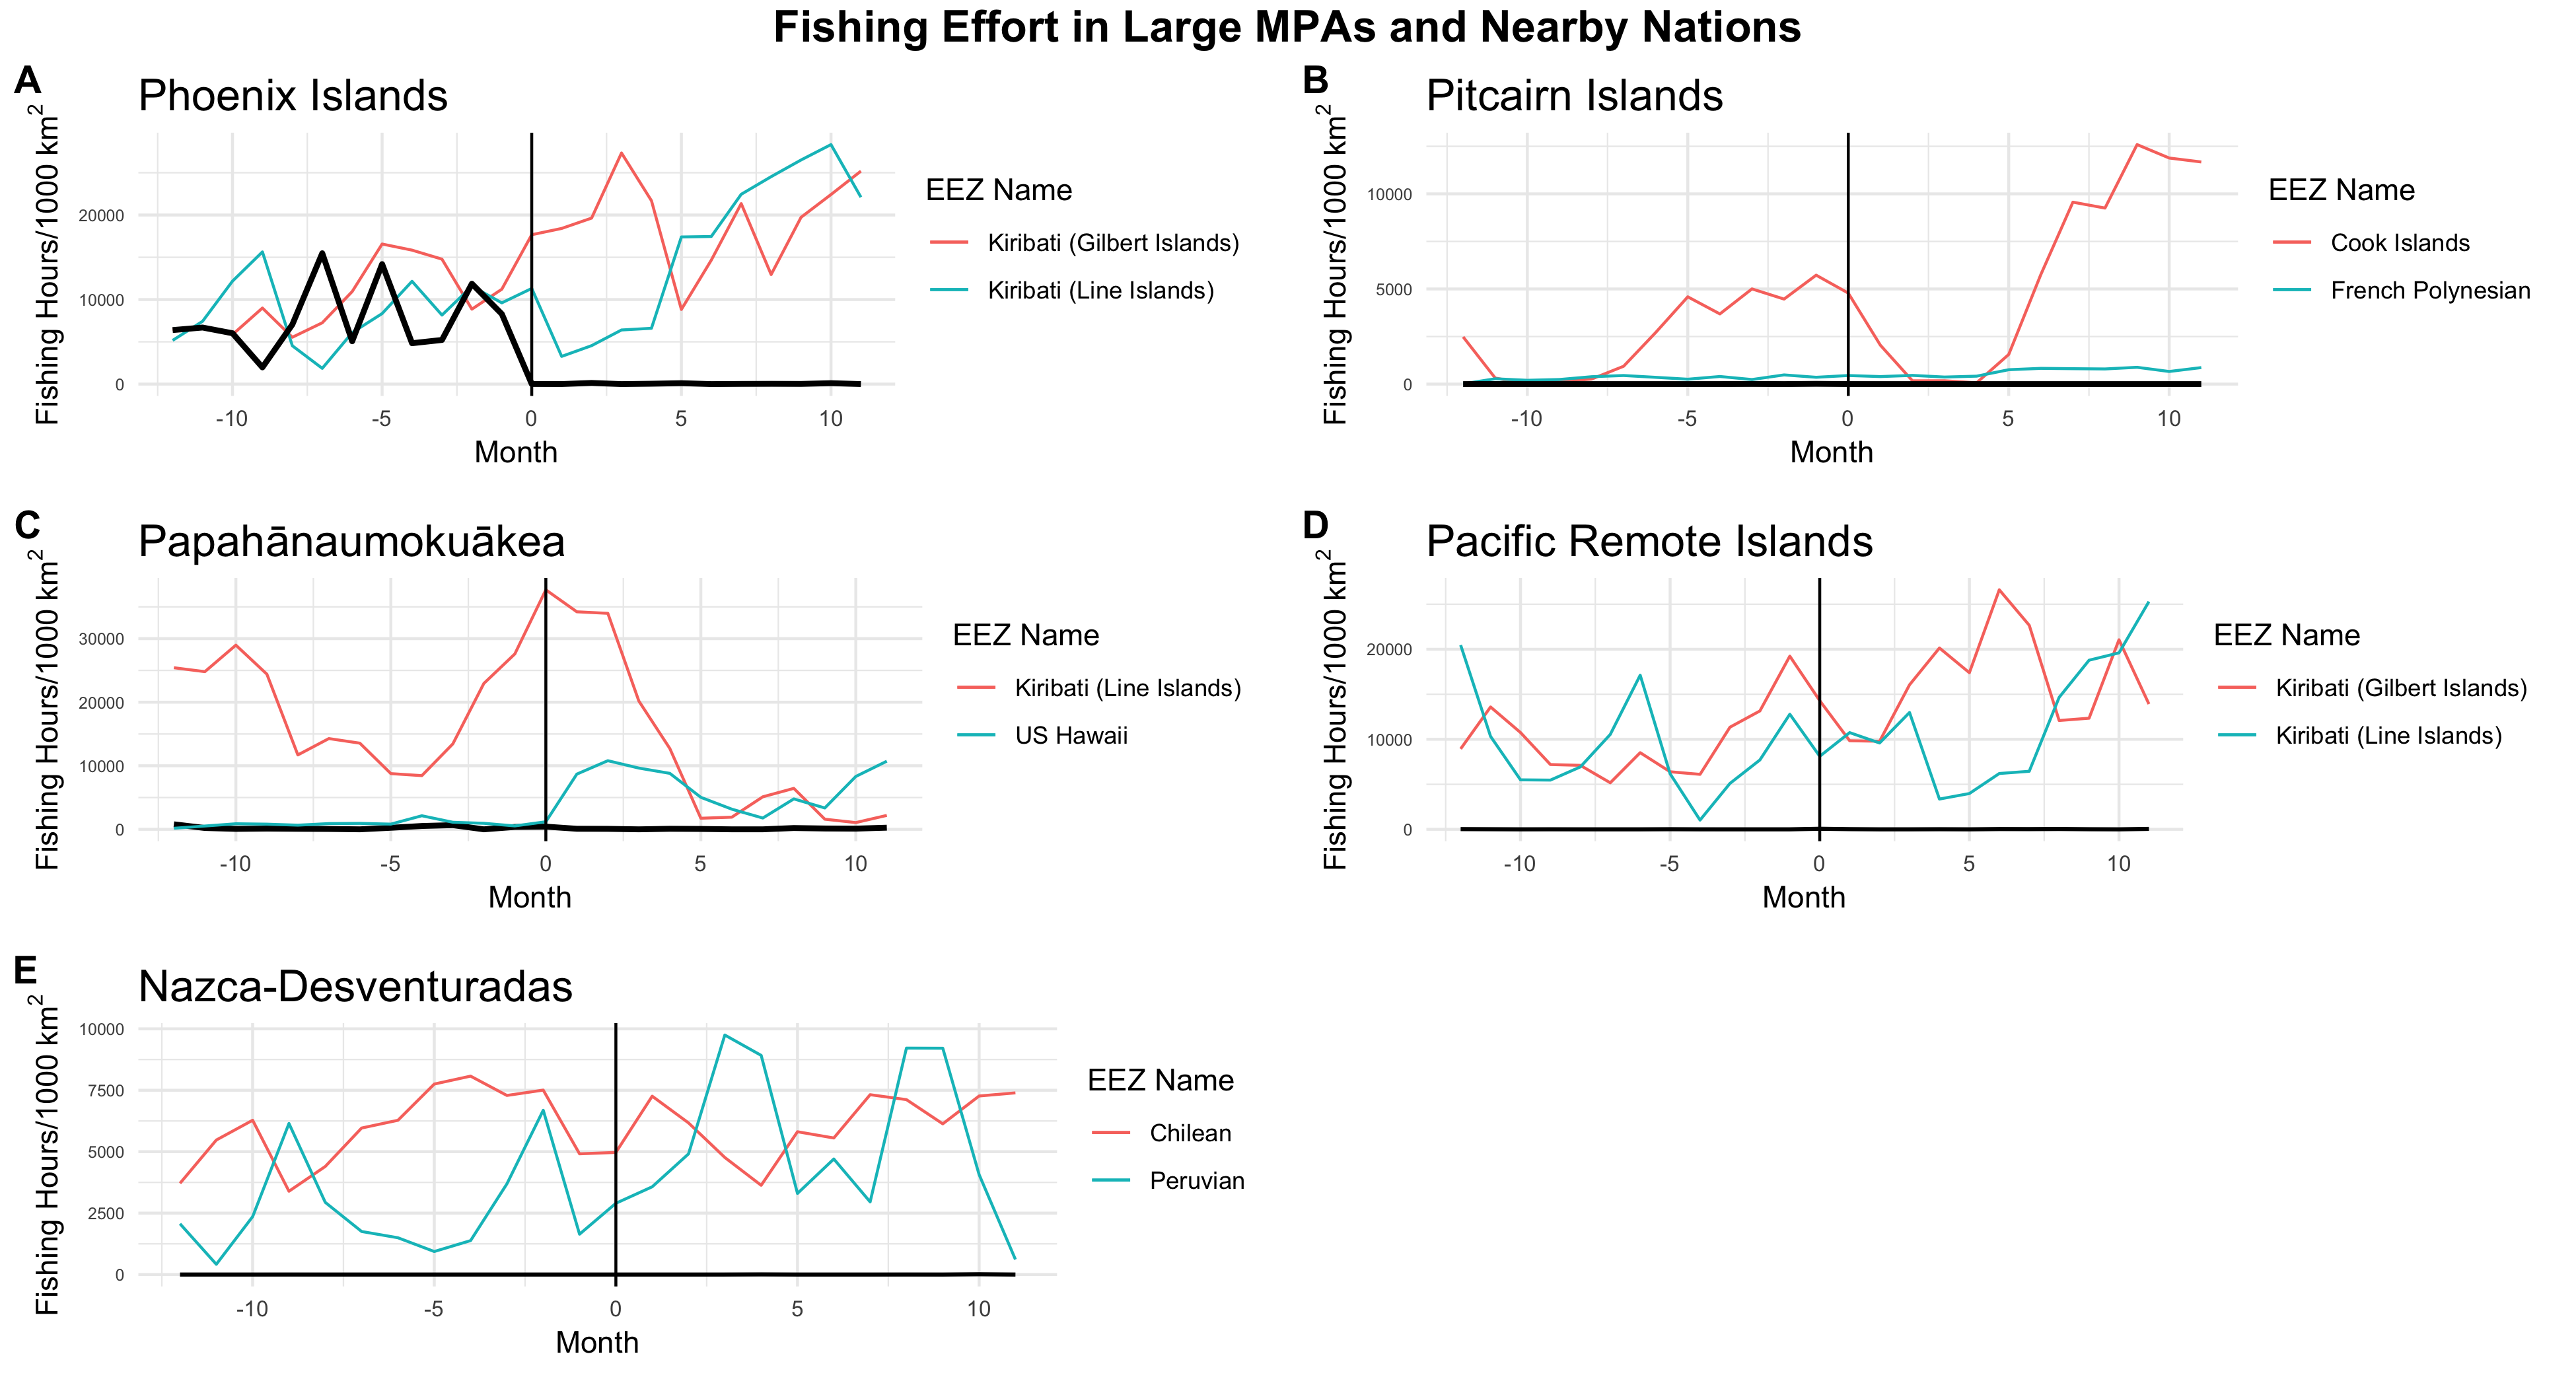 Fishing Effort in Large MPAs and Nearby Nations
A
Phoenix Islands
Fishing Hours/1000 km²
20000
10000
0
-10 -5 0 5 10
Month
EEZ Name
Kiribati (Gilbert Islands)
Kiribati (Line Islands)
B
Pitcairn Islands
Fishing Hours/1000 km²
10000
5000
0
-10 -5 0 5 10
Month
EEZ Name
Cook Islands
French Polynesian
C
Papahānaumokuākea
Fishing Hours/1000 km²
30000
20000
10000
0
-10 -5 0 5 10
Month
EEZ Name
Kiribati (Line Islands)
US Hawaii
D
Pacific Remote Islands
Fishing Hours/1000 km²
20000
10000
0
-10 -5 0 5 10
Month
EEZ Name
Kiribati (Gilbert Islands)
Kiribati (Line Islands)
E
Nazca-Desventuradas
Fishing Hours/1000 km²
10000
7500
5000
2500
0
-10 -5 0 5 10
Month
EEZ Name
Chilean
Peruvian